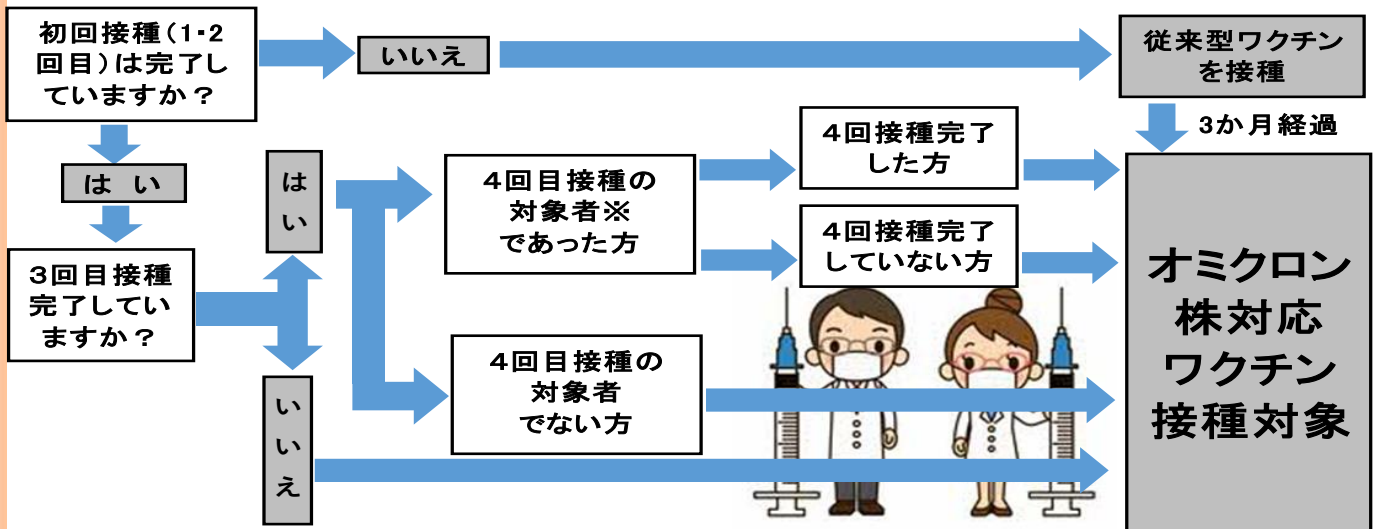 初回接種(1・2
回目)は完了し
ていますか?
いいえ
従来型ワクチン
を接種
3か月経過
はい
3回目接種
完了してい
ますか?
はい
いいえ
4回目接種の
対象者※
であった方
4回接種完了
した方
4回接種完了
していない方
4回目接種の
対象者
でない方
オミクロン
株対応
ワクチン
接種対象